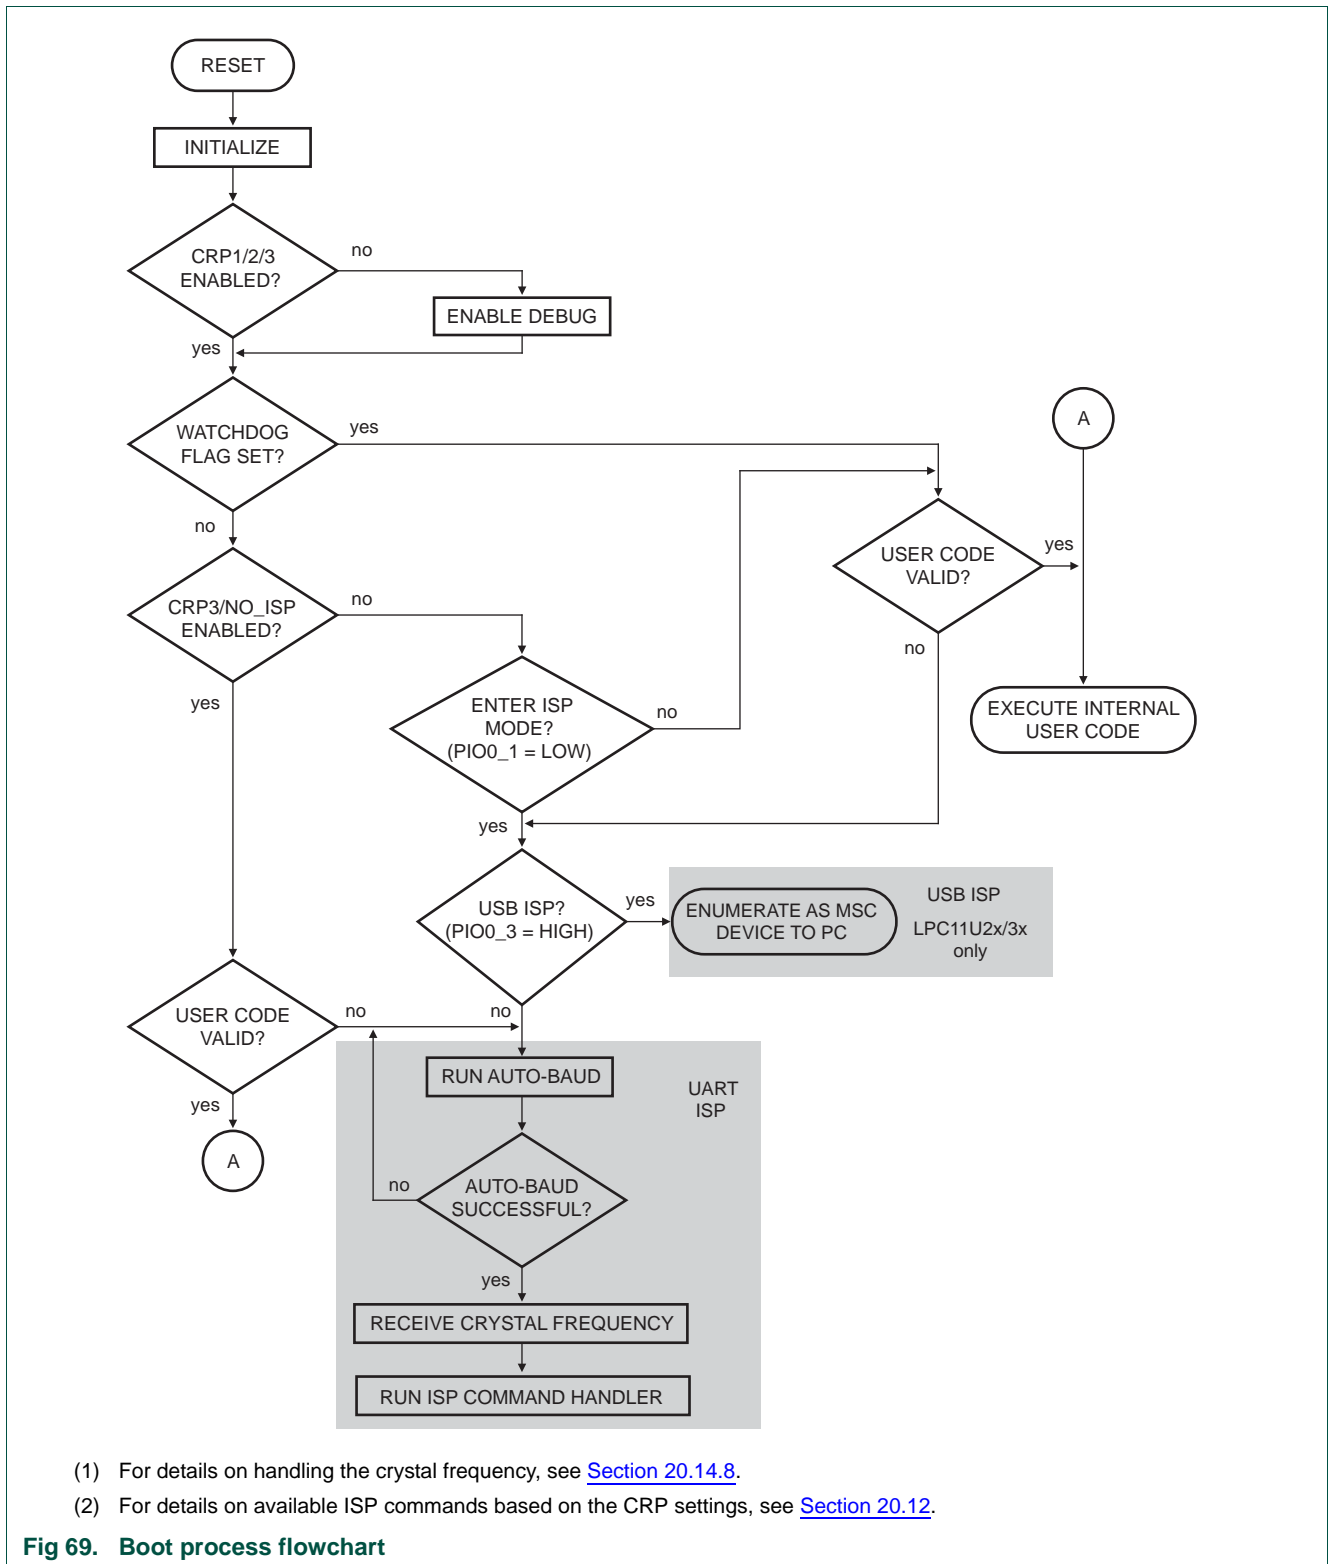 RESET
INITIALIZE
CRP1/2/3
ENABLED?
no
ENABLE DEBUG
yes
WATCHDOG
FLAG SET?
yes
A
no
USER CODE
VALID?
yes
no
CRP3/NO_ISP
ENABLED?
no
yes
ENTER ISP
MODE?
(PIO0_1 = LOW)
no
EXECUTE INTERNAL
USER CODE
yes
USB ISP?
(PIO0_3 = HIGH)
yes
ENUMERATE AS MSC
DEVICE TO PC
USB ISP
LPC11U2x/3x
only
USER CODE
VALID?
no
no
yes
A
RUN AUTO-BAUD
UART
ISP
AUTO-BAUD
SUCCESSFUL?
no
yes
RECEIVE CRYSTAL FREQUENCY
RUN ISP COMMAND HANDLER
(1) For details on handling the crystal frequency, see Section 20.14.8.
(2) For details on available ISP commands based on the CRP settings, see Section 20.12.
Fig 69. Boot process flowchart